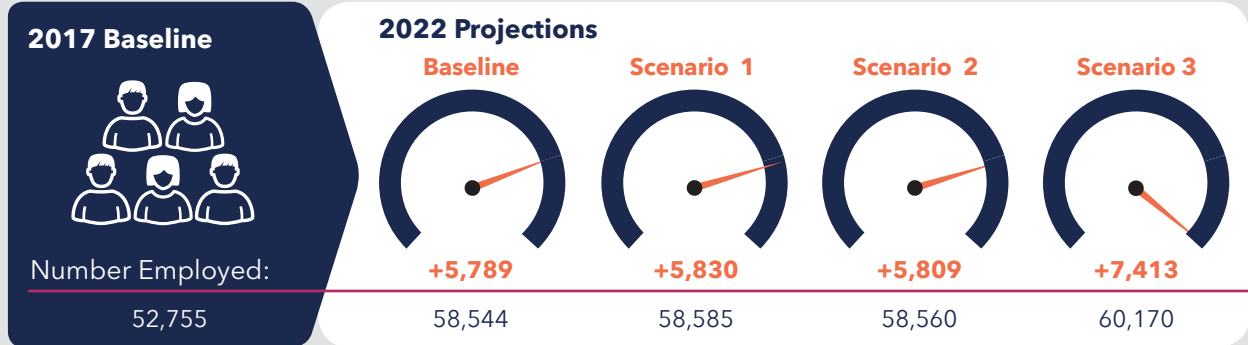 2017 Baseline
2022 Projections
Baseline Scenario 1 Scenario 2 Scenario 3
Number Employed: +5,789 +5,830 +5,809 +7,413
52,755 58,544 58,585 58,560 60,170